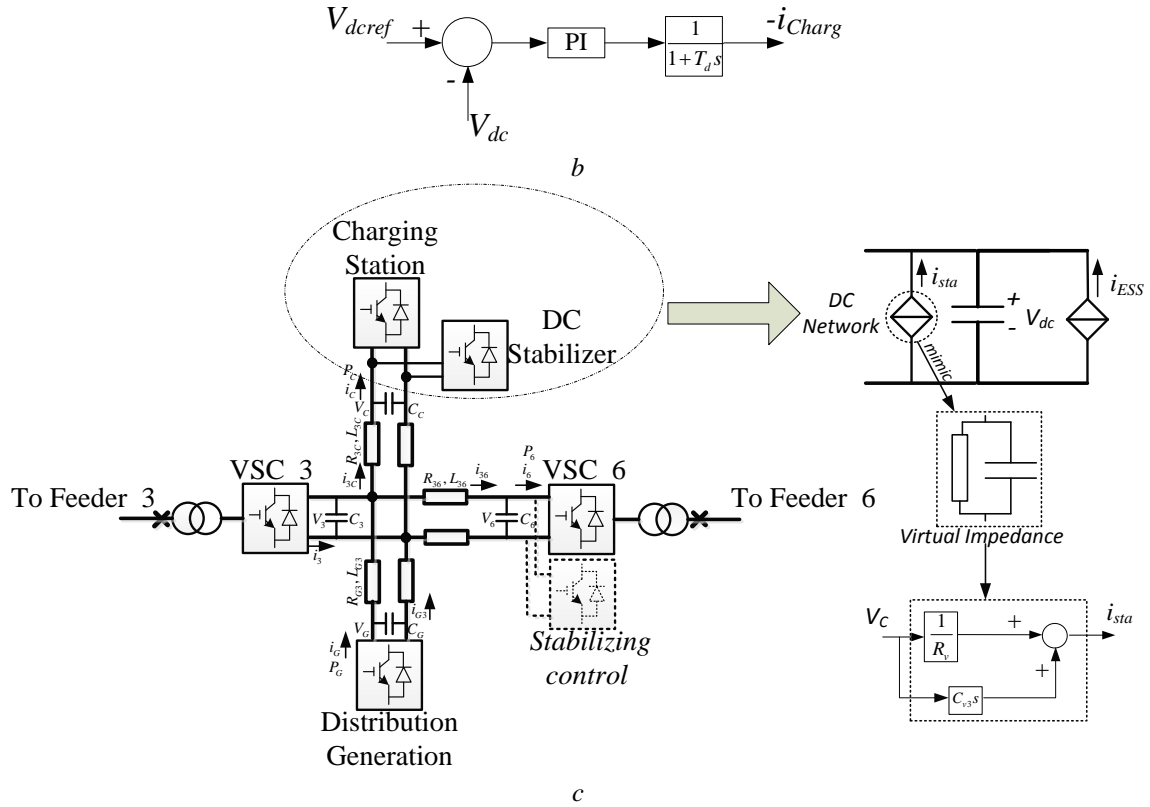 V_dcref + PI 1 / 1+T_d s -i_Charg
-
V_dc
b
Charging
Station
DC
Stabilizer
P_C
i_C
V_C C_C
R_3C, L_3C
i_3C
VSC 3
To Feeder 3
V_3 C_3
i_3
R_36, L_36
i_36
P_6
i_6
VSC 6
To Feeder 6
V_6 C_6
R_G3, L_G3
i_G3
V_G C_G
i_G
P_G
Stabilizing
control
Distribution
Generation
DC
Network
i_sta
+
-
V_dc
i_ESS
mimic
Virtual Impedance
V_C
1 / R_v
+
i_sta
+
C_v3 s
c